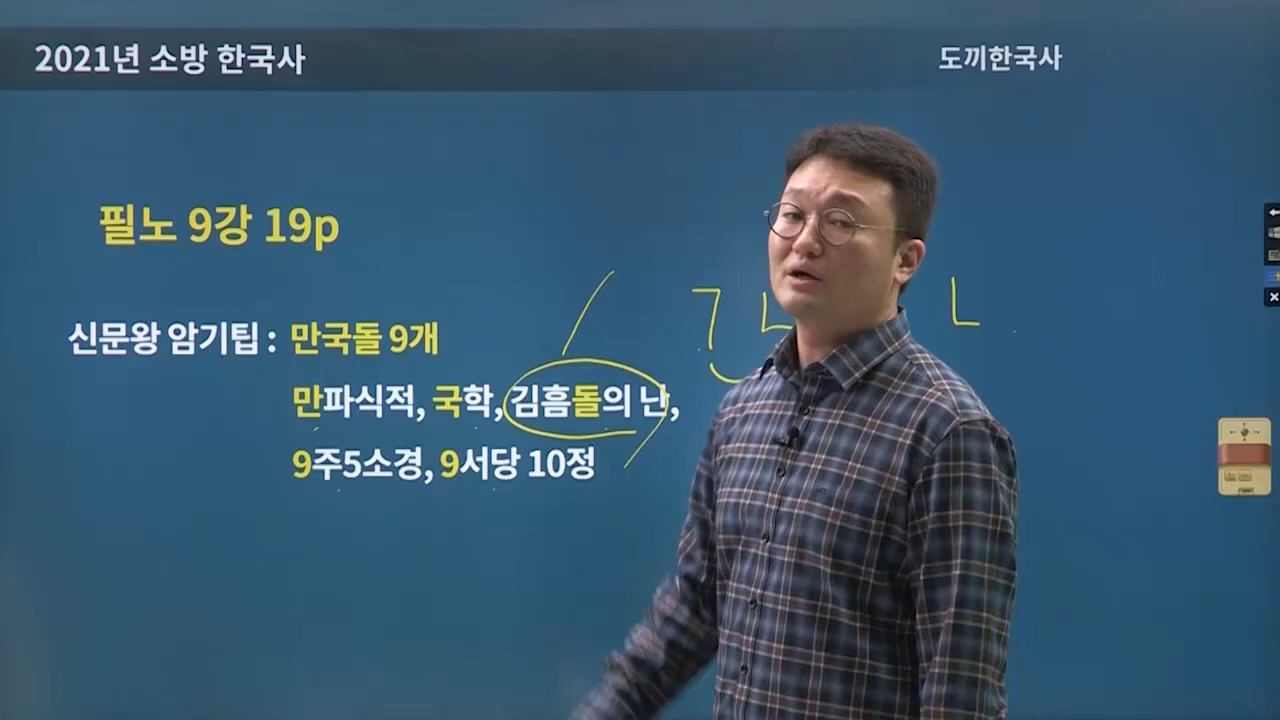 2021년 소방 한국사
도끼한국사
필노 9강 19p
신문왕 암기팁 : 만국돌 9개
만파식적, 국학, 김흠돌의 난,
9주5소경, 9서당 10정